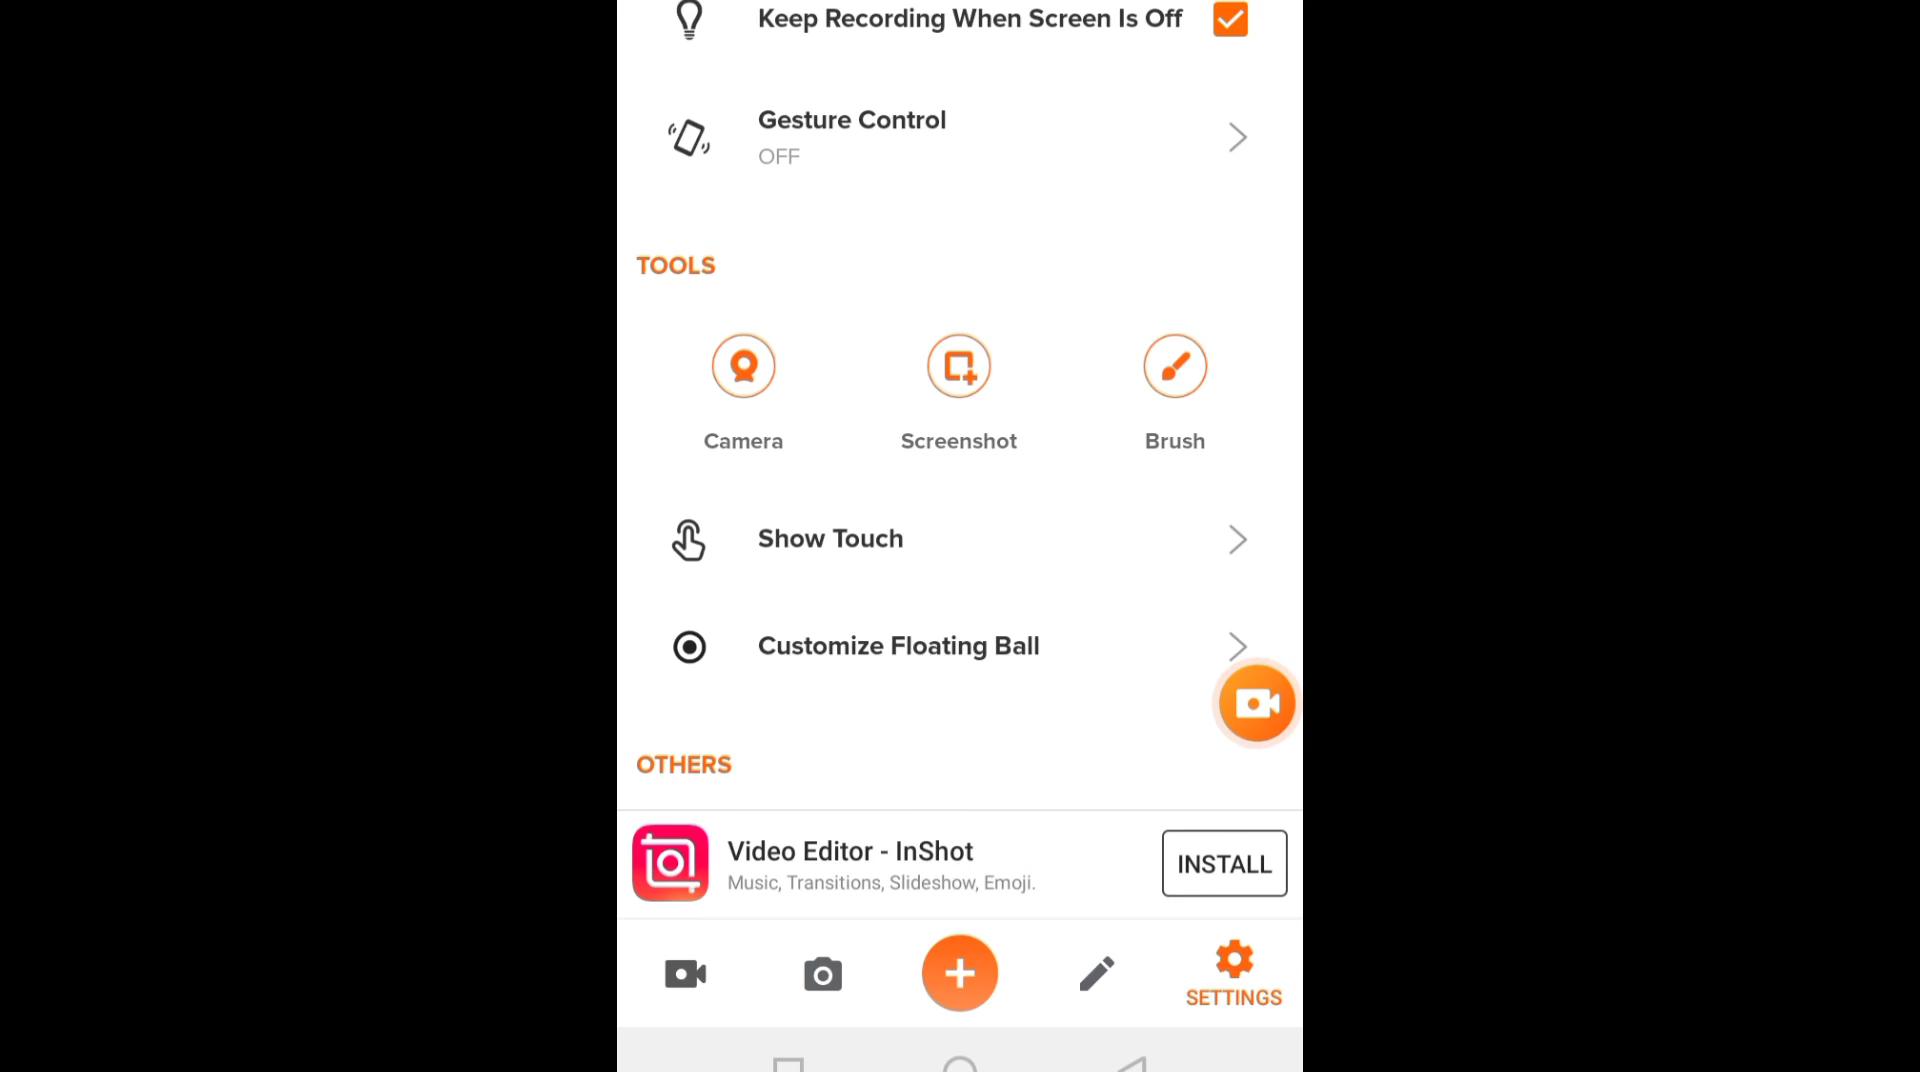 Keep Recording When Screen Is Off
Gesture Control
OFF
TOOLS
Camera
Screenshot
Brush
Show Touch
Customize Floating Ball
OTHERS
Video Editor - InShot
Music, Transitions, Slideshow, Emoji.
INSTALL
SETTINGS